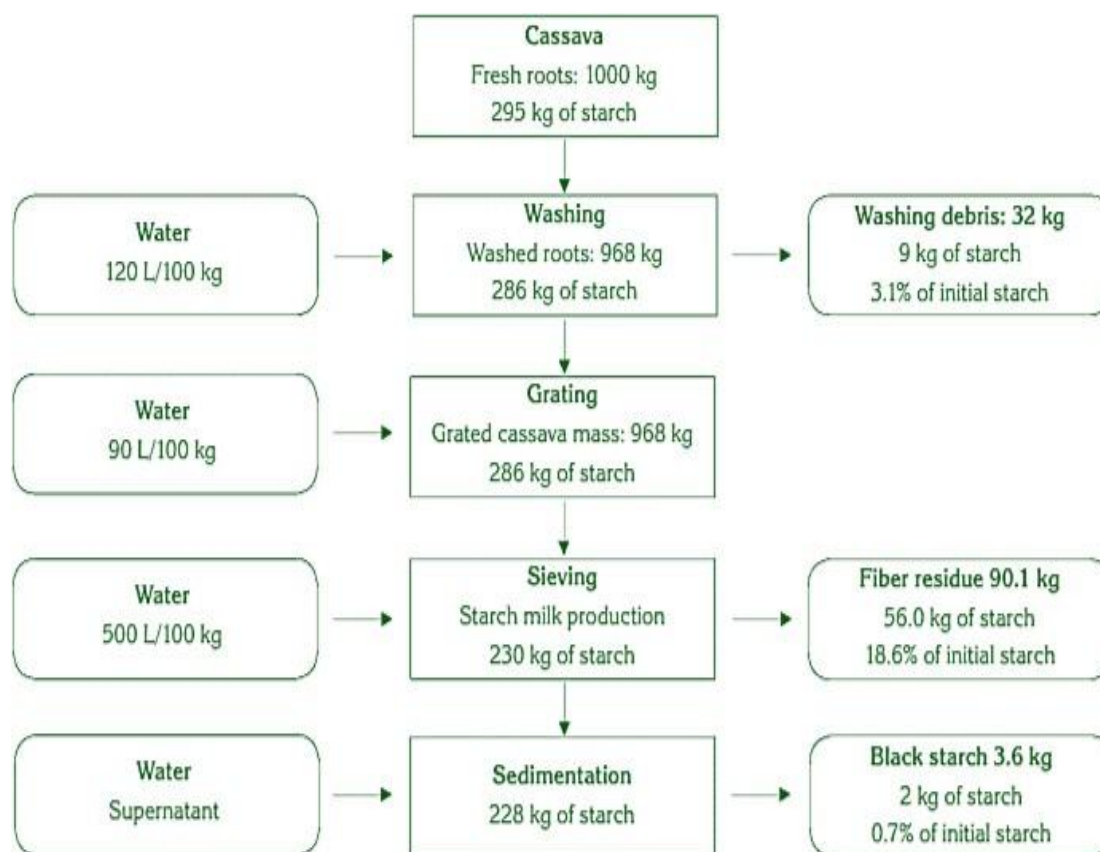 Cassava
Fresh roots: 1000 kg
295 kg of starch
Water
120 L/100 kg
Washing
Washed roots: 968 kg
286 kg of starch
Washing debris: 32 kg
9 kg of starch
3.1% of initial starch
Water
90 L/100 kg
Grating
Grated cassava mass: 968 kg
286 kg of starch
Water
500 L/100 kg
Sieving
Starch milk production
230 kg of starch
Fiber residue 90.1 kg
56.0 kg of starch
18.6% of initial starch
Water
Supernatant
Sedimentation
228 kg of starch
Black starch 3.6 kg
2 kg of starch
0.7% of initial starch